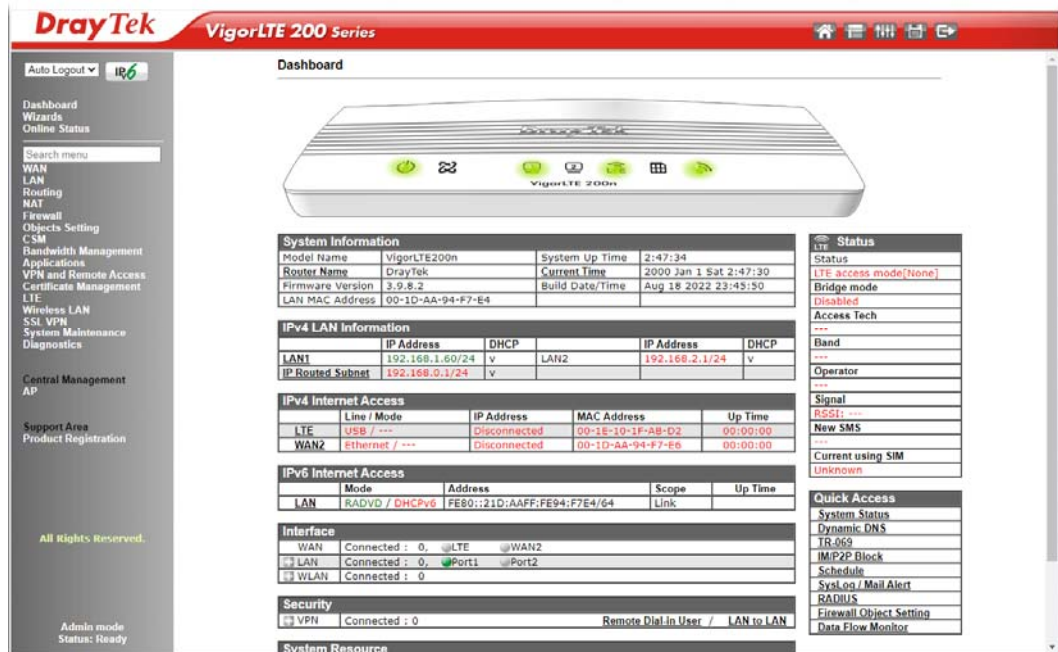 DrayTek
VigorLTE 200 Series
Auto Logout
IPv6
Dashboard
Wizards
Online Status
Search menu
WAN
LAN
Routing
NAT
Firewall
Objects Setting
CSM
Bandwidth Management
Applications
VPN and Remote Access
Certificate Management
LTE
Wireless LAN
SSL VPN
System Maintenance
Diagnostics
Central Management
AP
Support Area
Product Registration
All Rights Reserved.
Admin mode
Status: Ready
Dashboard
DrayTek
VigorLTE 200n
System Information
Model Name VigorLTE200n System Up Time 2:47:34
Router Name DrayTek Current Time 2000 Jan 1 Sat 2:47:30
Firmware Version 3.9.8.2 Build Date/Time Aug 18 2022 23:45:50
LAN MAC Address 00-1D-AA-94-F7-E4
IPv4 LAN Information
IP Address DHCP IP Address DHCP
LAN1 192.168.1.60/24 v LAN2 192.168.2.1/24 v
IP Routed Subnet 192.168.0.1/24 v
IPv4 Internet Access
Line / Mode IP Address MAC Address Up Time
LTE USB / --- Disconnected 00-1E-10-1F-AB-D2 00:00:00
WAN2 Ethernet / --- Disconnected 00-1D-AA-94-F7-E6 00:00:00
IPv6 Internet Access
Mode Address Scope Up Time
LAN RADVD / DHCPv6 FE80::21D:AAFF:FE94:F7E4/64 Link
Interface
WAN Connected : 0, LTE WAN2
LAN Connected : 0, Port1 Port2
WLAN Connected : 0
Security
VPN Connected : 0 Remote Dial-in User / LAN to LAN
System Resource
LTE Status
Status
LTE access mode[None]
Bridge mode
Disabled
Access Tech
---
Band
---
Operator
---
Signal
RSSI: ---
New SMS
---
Current using SIM
Unknown
Quick Access
System Status
Dynamic DNS
TR-069
IM/P2P Block
Schedule
SysLog / Mail Alert
RADIUS
Firewall Object Setting
Data Flow Monitor